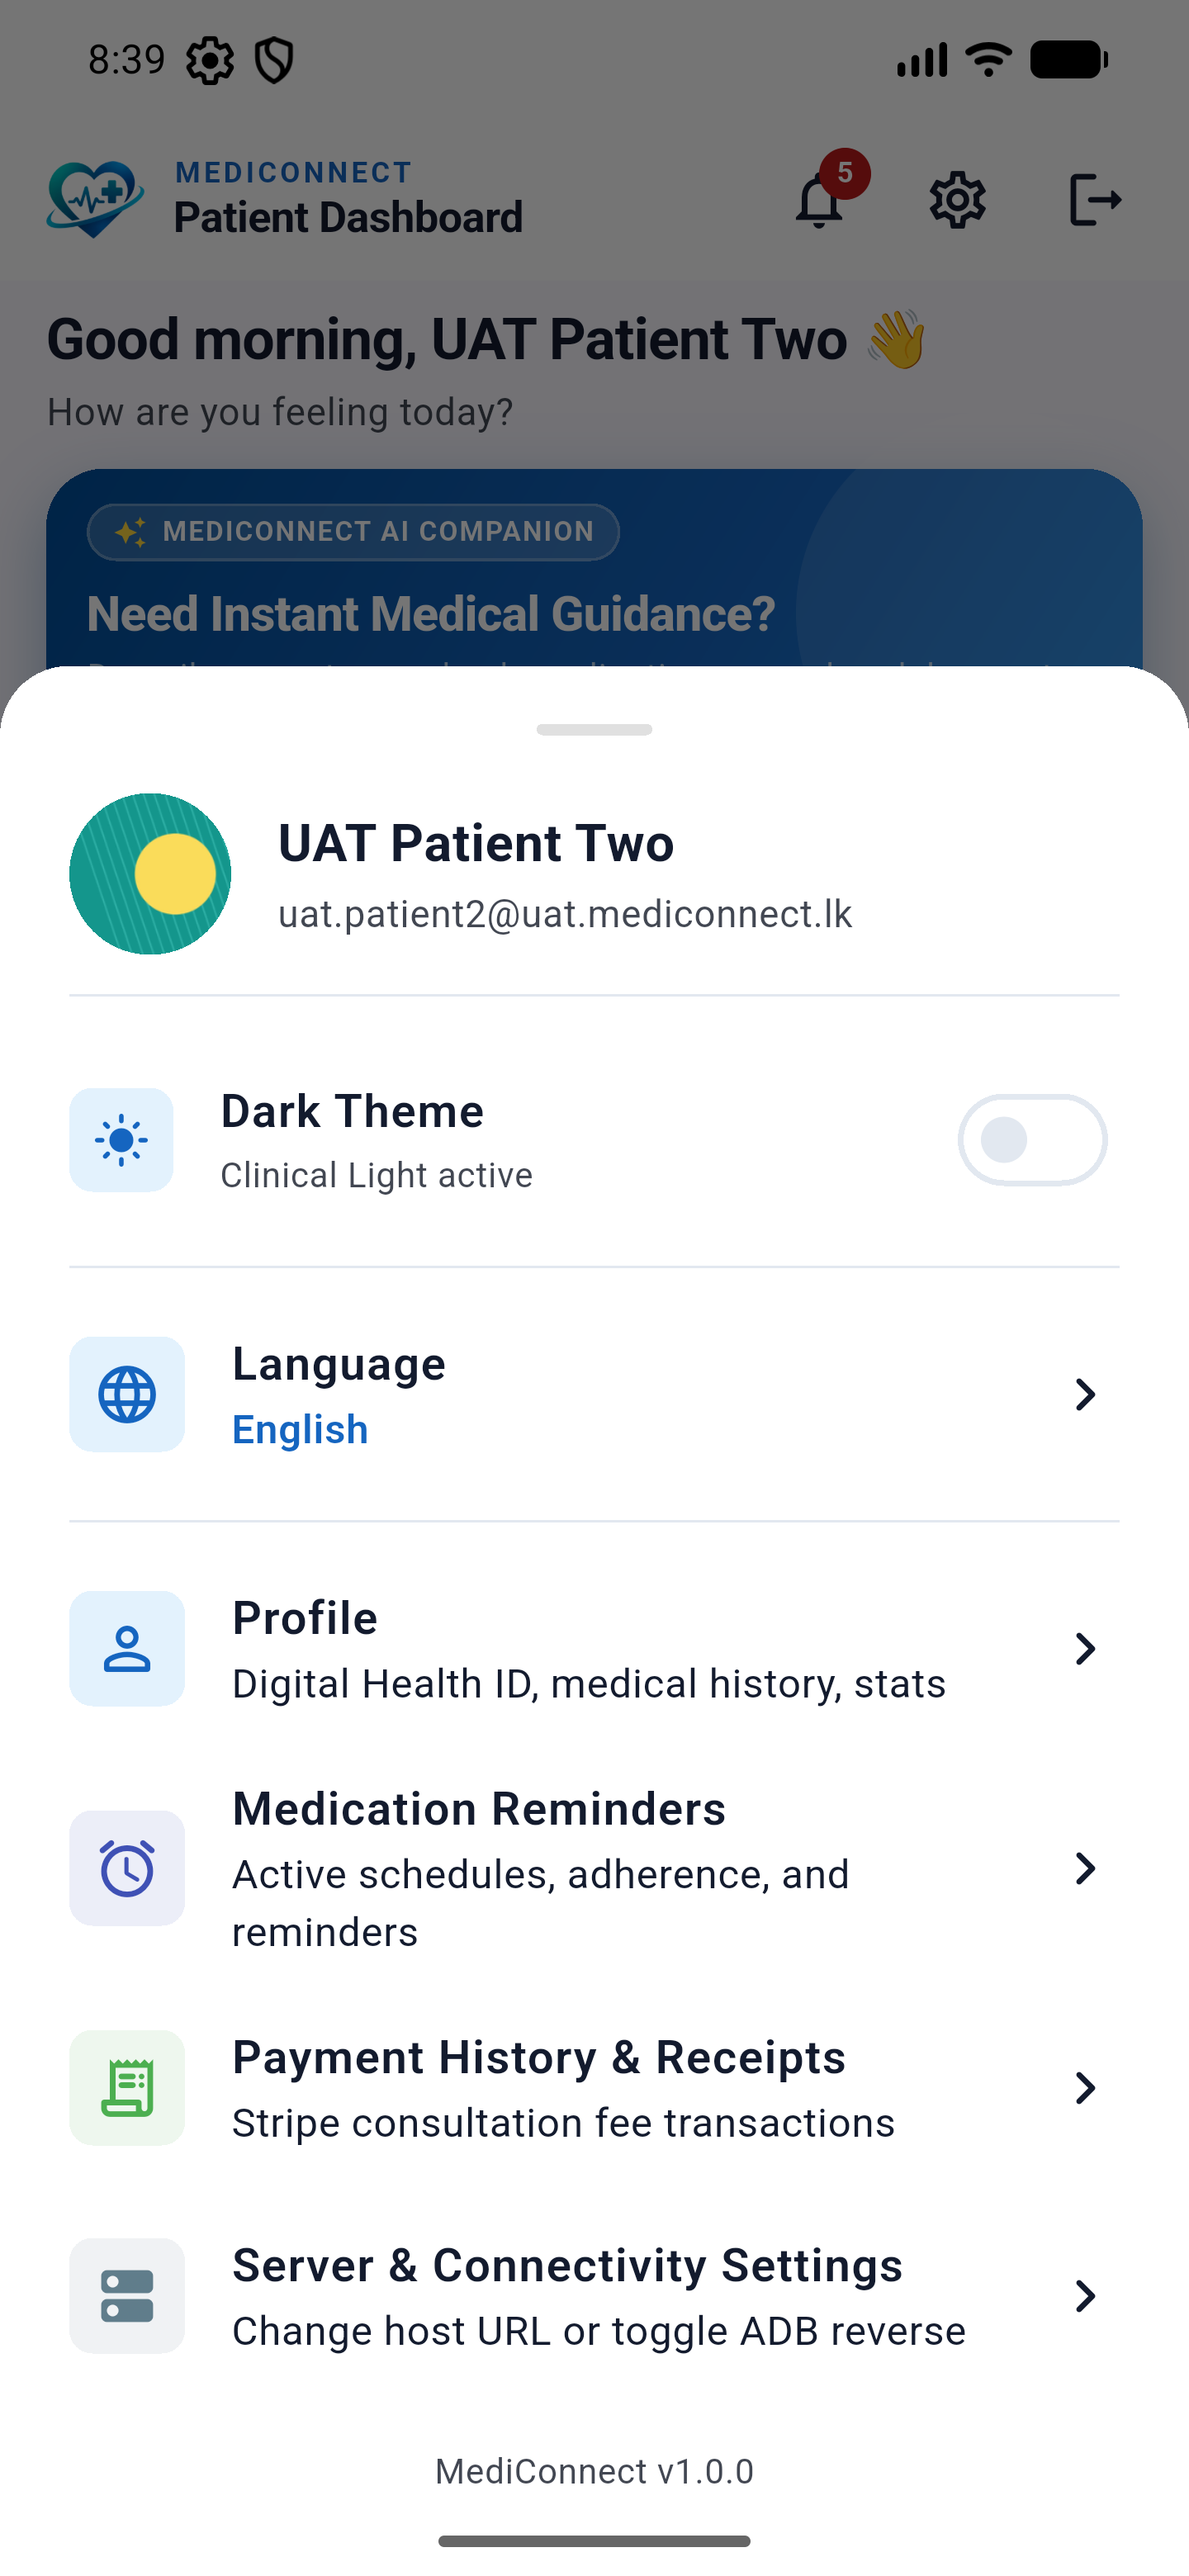 8:39
MEDICONNECT
Patient Dashboard
5
Good morning, UAT Patient Two 👋
How are you feeling today?
MEDICONNECT AI COMPANION
Need Instant Medical Guidance?
UAT Patient Two
uat.patient2@uat.mediconnect.lk
Dark Theme
Clinical Light active
Language
English
Profile
Digital Health ID, medical history, stats
Medication Reminders
Active schedules, adherence, and
reminders
Payment History & Receipts
Stripe consultation fee transactions
Server & Connectivity Settings
Change host URL or toggle ADB reverse
MediConnect v1.0.0